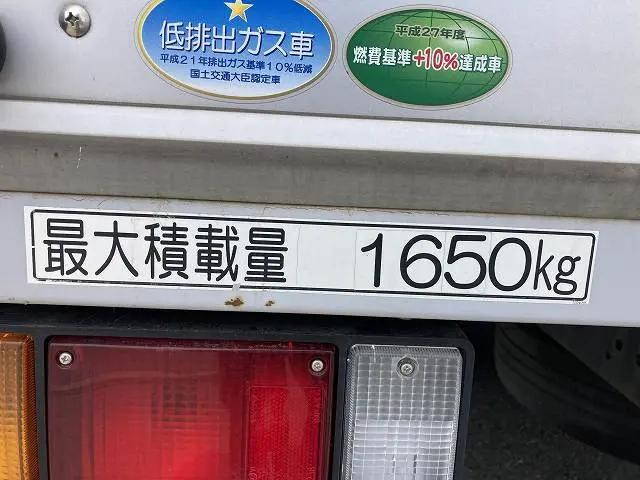 低排出ガス車
平成21年排出ガス基準10%低減
国土交通大臣認定車
平成27年度
燃費基準+10%達成車
最大積載量 1650kg